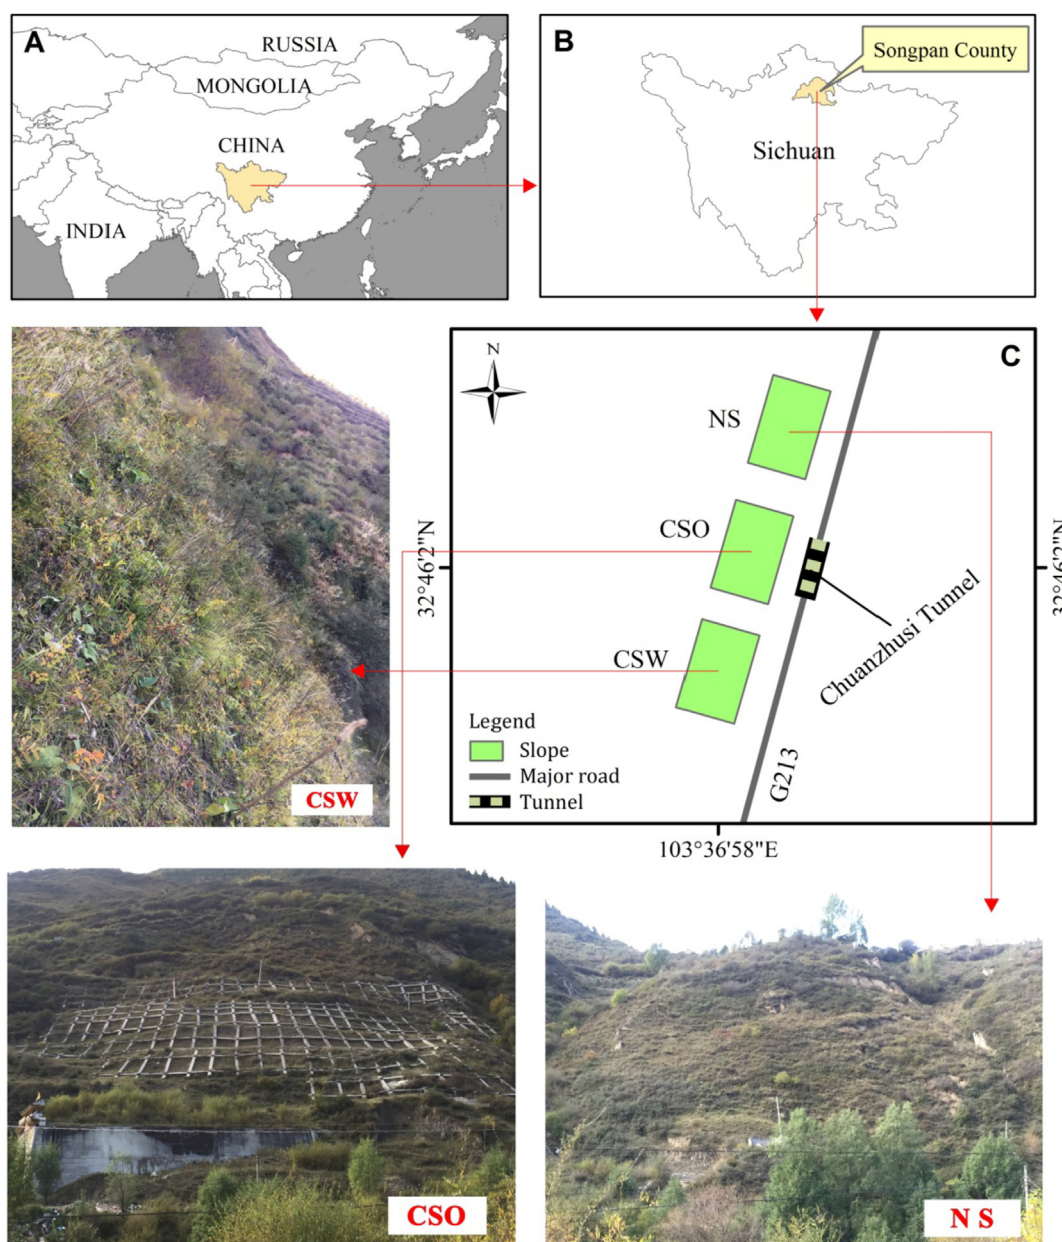 A
RUSSIA
MONGOLIA
CHINA
INDIA
B
Songpan County
Sichuan
C
N
NS
CSO
CSW
32°46'2"N
32°46'2"N
Chuanzhusi Tunnel
G213
Legend
Slope
Major road
Tunnel
103°36'58"E
CSW
CSO
N S